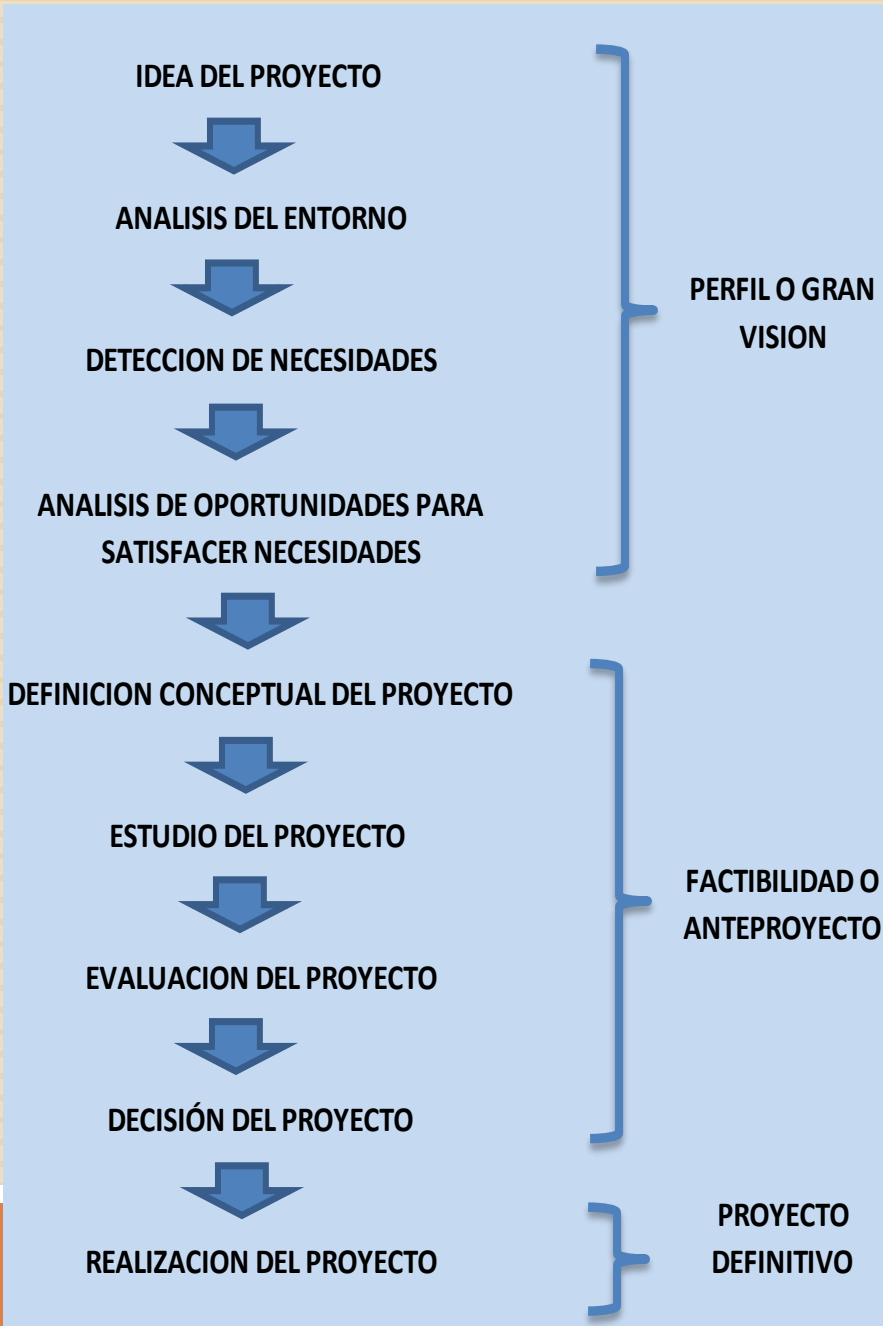 IDEA DEL PROYECTO
ANALISIS DEL ENTORNO
DETECCION DE NECESIDADES
ANALISIS DE OPORTUNIDADES PARA
SATISFACER NECESIDADES
PERFIL O GRAN
VISION
DEFINICION CONCEPTUAL DEL PROYECTO
ESTUDIO DEL PROYECTO
EVALUACION DEL PROYECTO
DECISIÓN DEL PROYECTO
FACTIBILIDAD O
ANTEPROYECTO
REALIZACION DEL PROYECTO
PROYECTO
DEFINITIVO